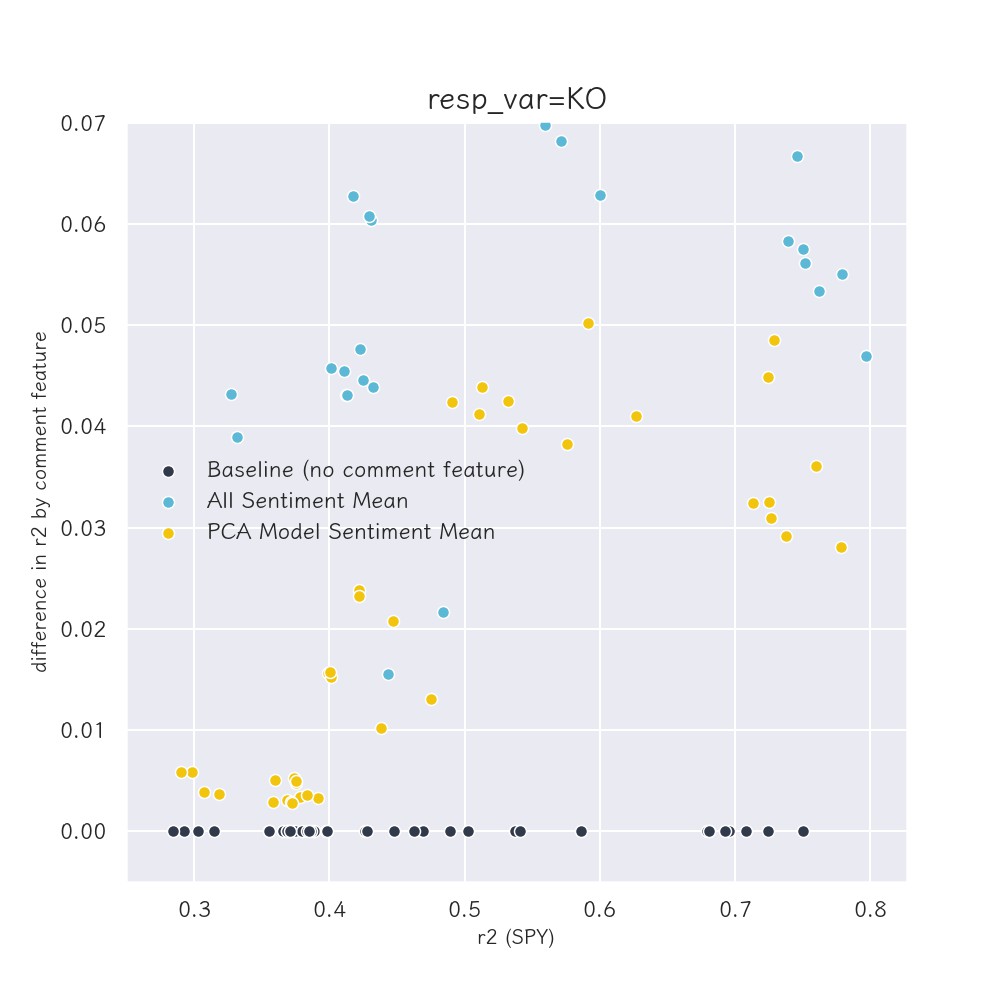 resp_var=KO
0.07
0.06
0.05
0.04
0.03
0.02
0.01
0.00
difference in r2 by comment feature
Baseline (no comment feature)
All Sentiment Mean
PCA Model Sentiment Mean
0.3 0.4 0.5 0.6 0.7 0.8
r2 (SPY)